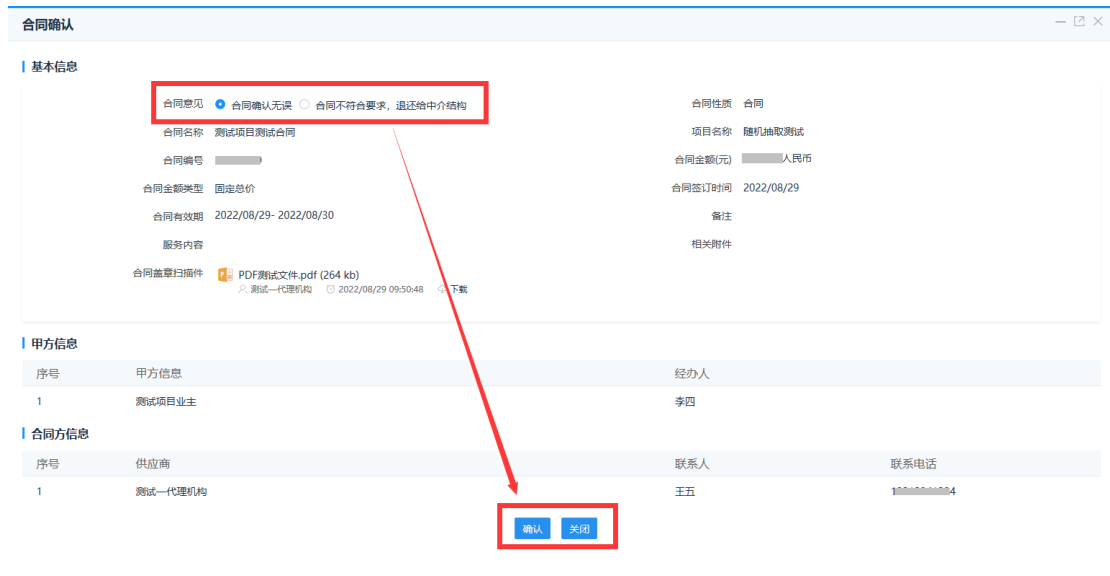 合同确认
基本信息
合同意见 合同确认无误 合同不符合要求，退还给中介结构 合同性质 合同
合同名称 测试项目测试合同 项目名称 随机抽取测试
合同编号 合同金额(元) 人民币
合同金额类型 固定总价 合同签订时间 2022/08/29
合同有效期 2022/08/29- 2022/08/30 备注
服务内容 相关附件
合同盖章扫描件 PDF测试文件.pdf (264 kb)
测试一代理机构 2022/08/29 09:50:48 下载
甲方信息
序号 甲方信息 经办人
1 测试项目业主 李四
合同方信息
序号 供应商 联系人 联系电话
1 测试一代理机构 王五
确认 关闭